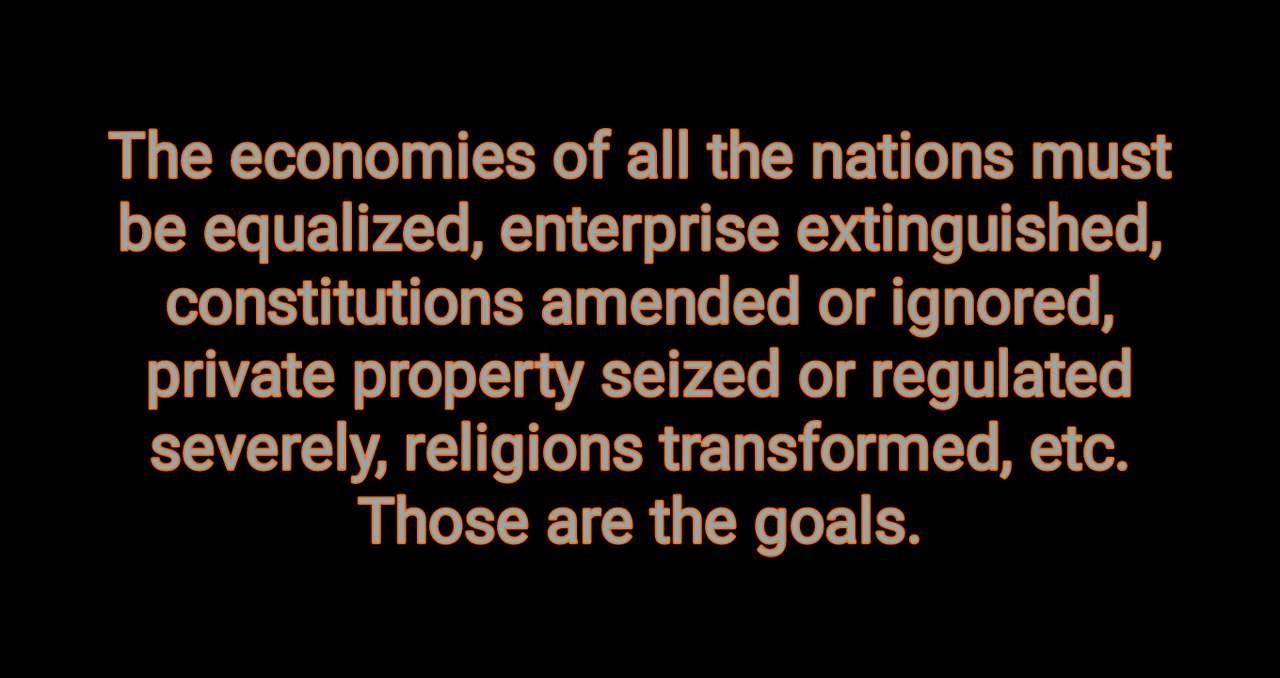 The economies of all the nations must
be equalized, enterprise extinguished,
constitutions amended or ignored,
private property seized or regulated
severely, religions transformed, etc.
Those are the goals.